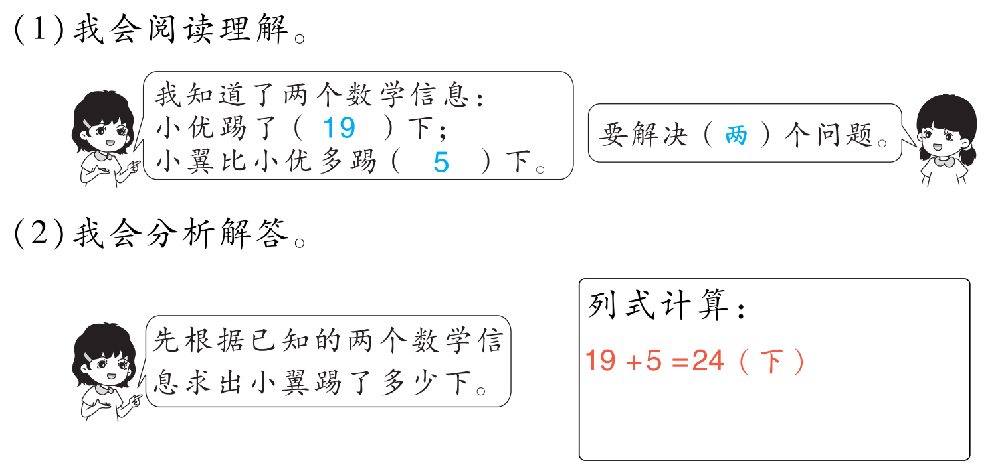 (1)我会阅读理解。
我知道了两个数学信息：
小优踢了（ 19 ）下；
小翼比小优多踢（ 5 ）下。
要解决（两）个问题。
(2)我会分析解答。
先根据已知的两个数学信
息求出小翼踢了多少下。
列式计算：
19 +5 =24（下）